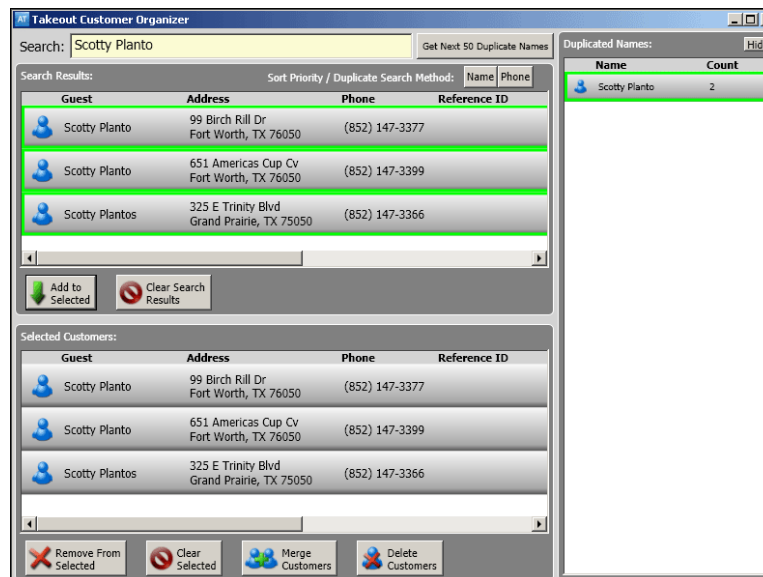 AT Takeout Customer Organizer
Search: Scotty Planto Get Next 50 Duplicate Names
Search Results: Sort Priority / Duplicate Search Method: Name Phone
Guest Address Phone Reference ID
Scotty Planto 99 Birch Rill Dr (852) 147-3377
Fort Worth, TX 76050
Scotty Planto 651 Americas Cup Cv (852) 147-3399
Fort Worth, TX 76050
Scotty Plantos 325 E Trinity Blvd (852) 147-3366
Grand Prairie, TX 75050
Add to Selected
Clear Search Results
Selected Customers:
Guest Address Phone Reference ID
Scotty Planto 99 Birch Rill Dr (852) 147-3377
Fort Worth, TX 76050
Scotty Planto 651 Americas Cup Cv (852) 147-3399
Fort Worth, TX 76050
Scotty Plantos 325 E Trinity Blvd (852) 147-3366
Grand Prairie, TX 75050
Remove From Selected
Clear Selected
Merge Customers
Delete Customers
Duplicated Names: Hid
Name Count
Scotty Planto 2